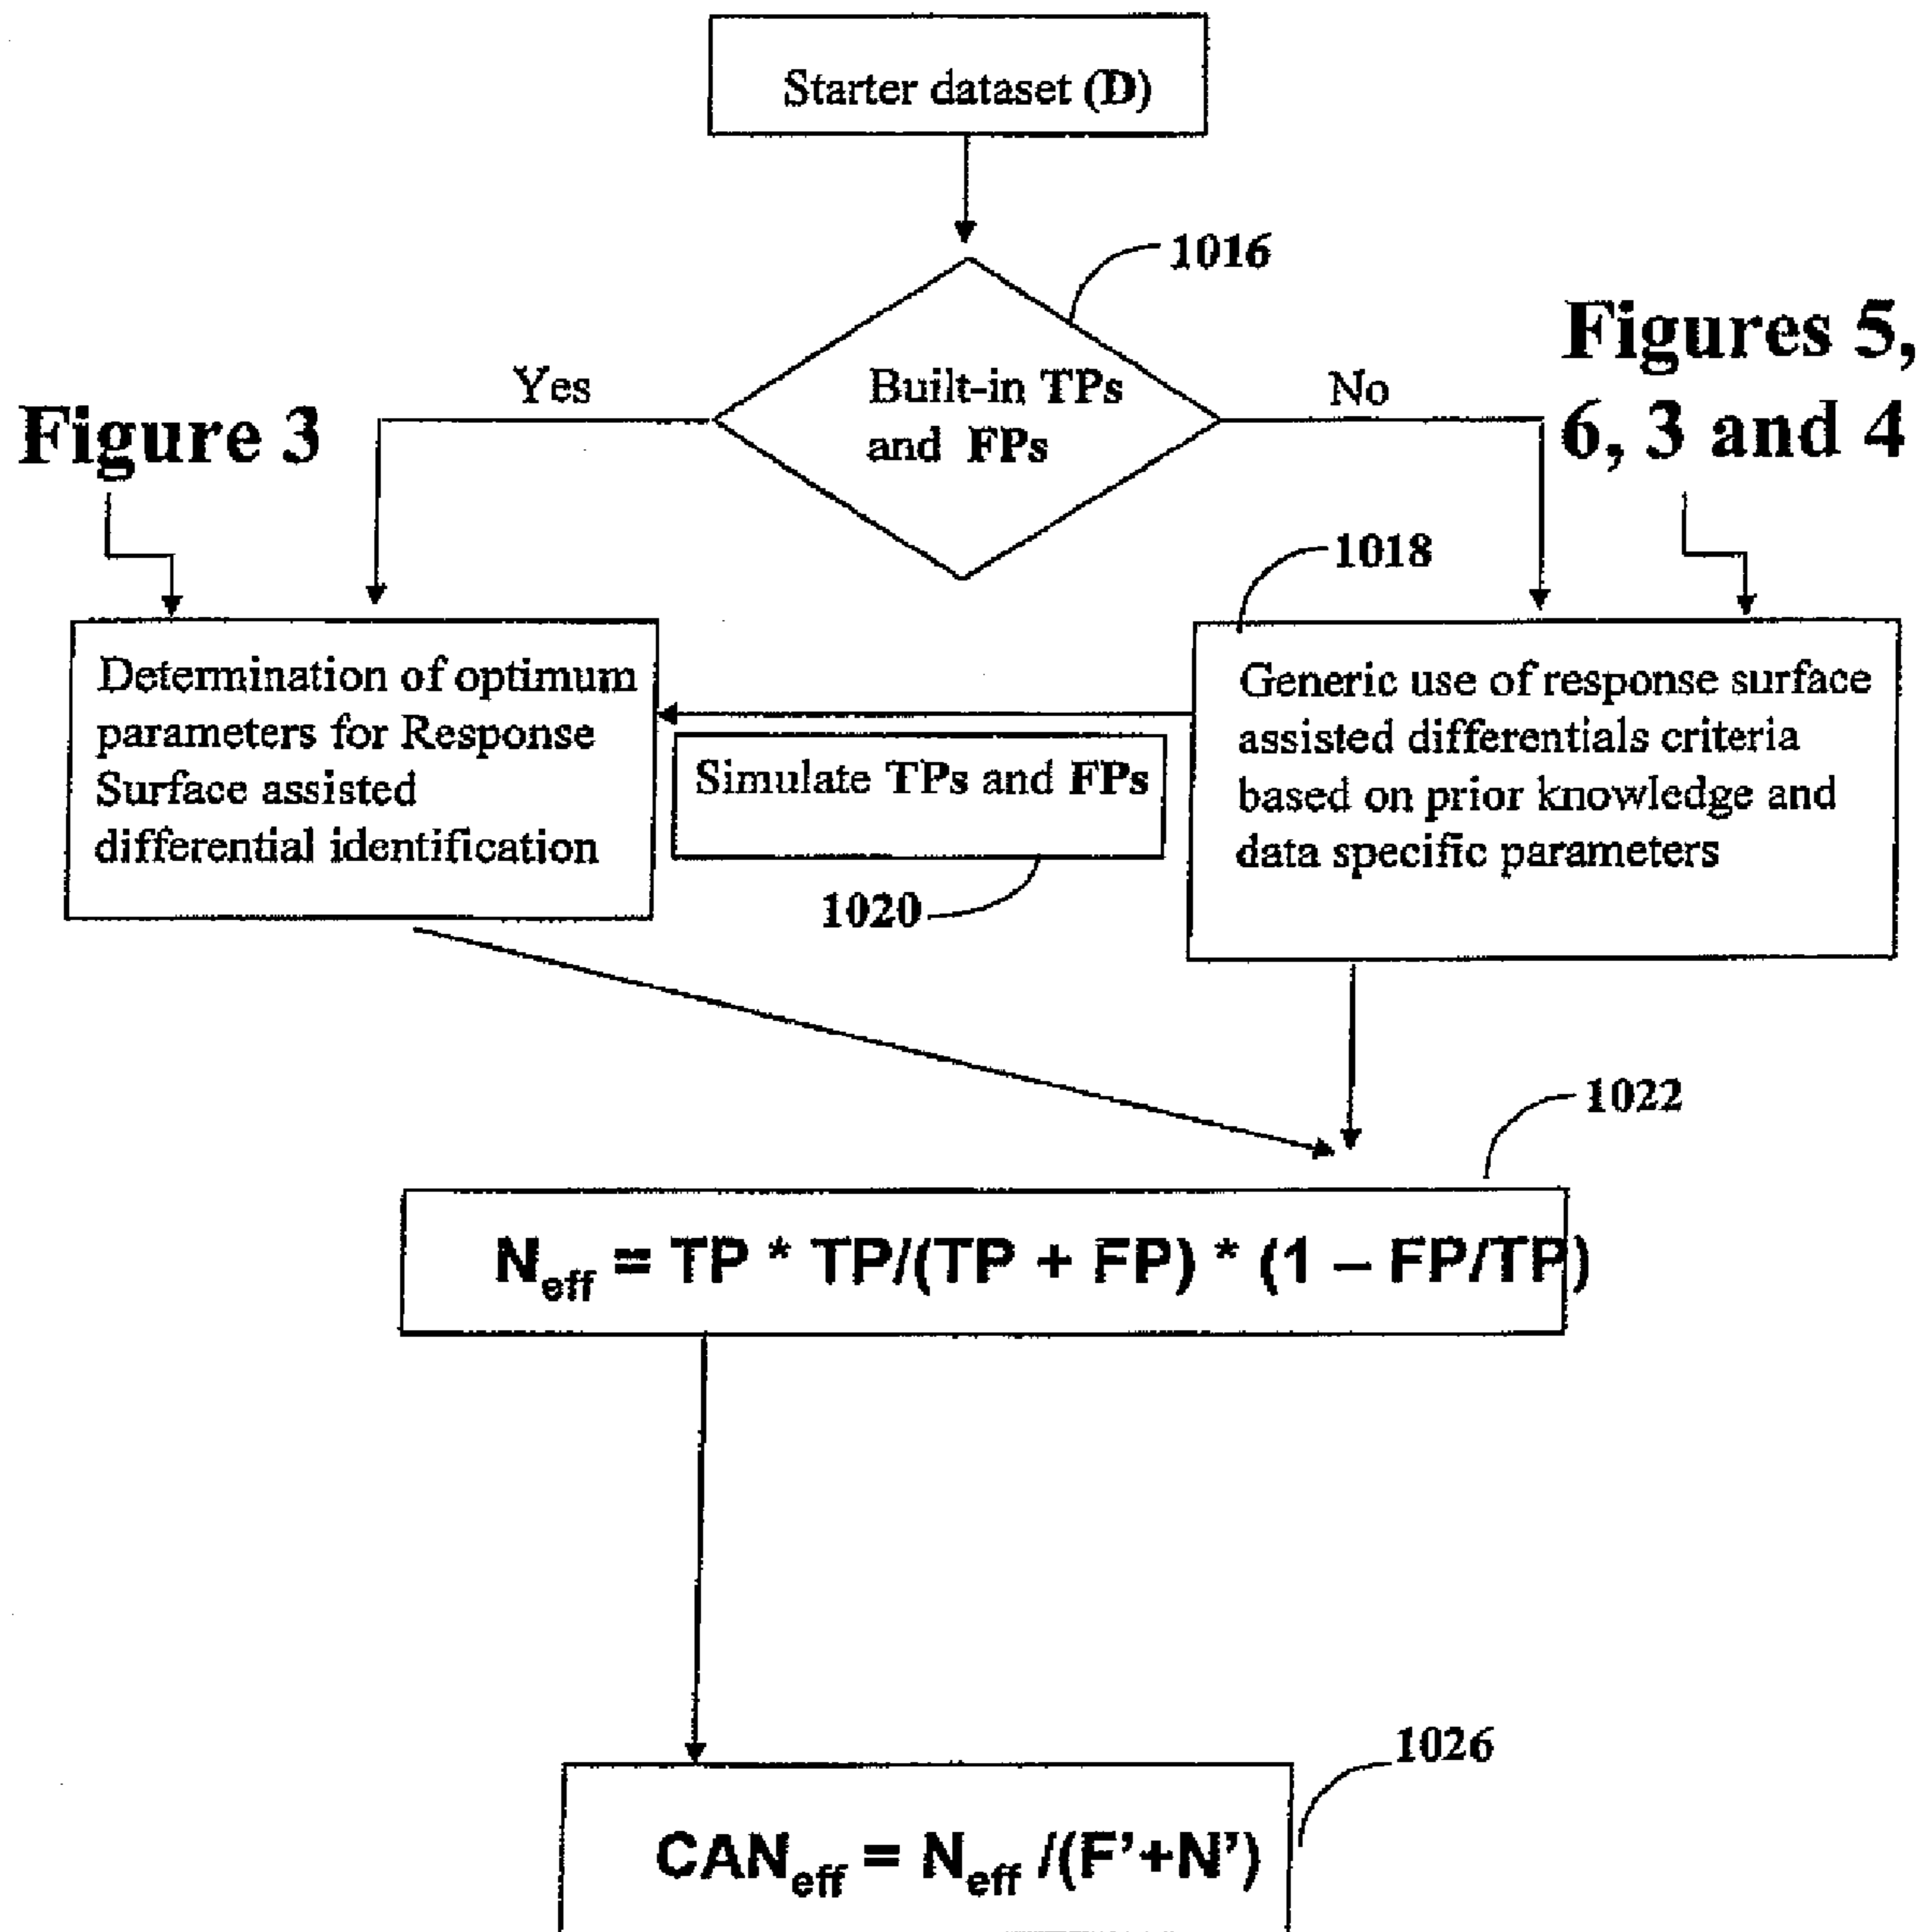 Starter dataset (D)
1016
Figures 5,
6, 3 and 4
Yes
Built-in TPs
and FPs
No
Figure 3
1018
Determination of optimum
parameters for Response
Surface assisted
differential identification
Simulate TPs and FPs
1020
Generic use of response surface
assisted differentials criteria
based on prior knowledge and
data specific parameters
1022
Neff = TP * TP/(TP + FP) * (1 – FP/TP)
1026
CANeff = Neff /(F’+N’)